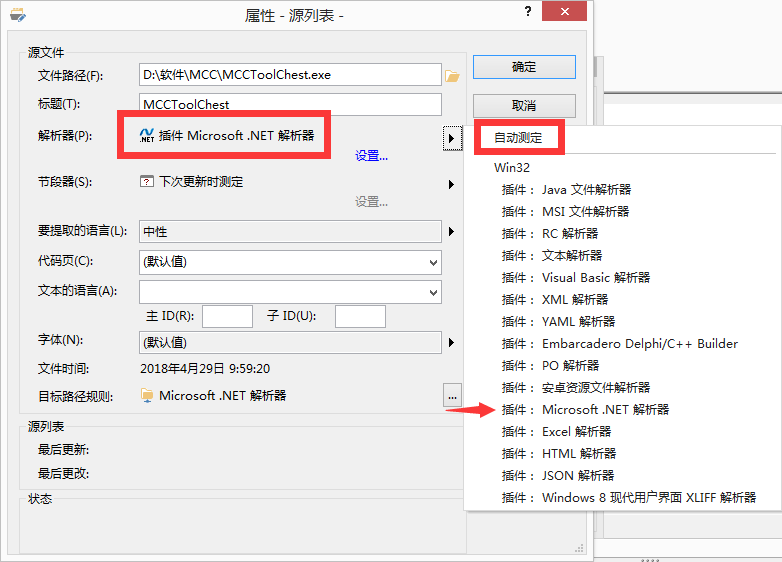 属性 - 源列表 -
?
源文件
文件路径(F):
D:\软件\MCC\MCCToolChest.exe
确定
标题(T):
MCCToolChest
取消
解析器(P):
.NET 插件 Microsoft .NET 解析器
设置...
节段器(S):
? 下次更新时测定
设置...
要提取的语言(L):
中性
代码页(C):
(默认值)
文本的语言(A):
主 ID(R):
子 ID(U):
字体(N):
(默认值)
文件时间:
2018年4月29日 9:59:20
目标路径规则:
Microsoft .NET 解析器
...
源列表
最后更新:
最后更改:
状态
自动测定
Win32
插件： Java 文件解析器
插件： MSI 文件解析器
插件： RC 解析器
插件： 文本解析器
插件： Visual Basic 解析器
插件： XML 解析器
插件： YAML 解析器
插件： Embarcadero Delphi/C++ Builder
插件： PO 解析器
插件： 安卓资源文件解析器
插件： Microsoft .NET 解析器
插件： Excel 解析器
插件： HTML 解析器
插件： JSON 解析器
插件： Windows 8 现代用户界面 XLIFF 解析器